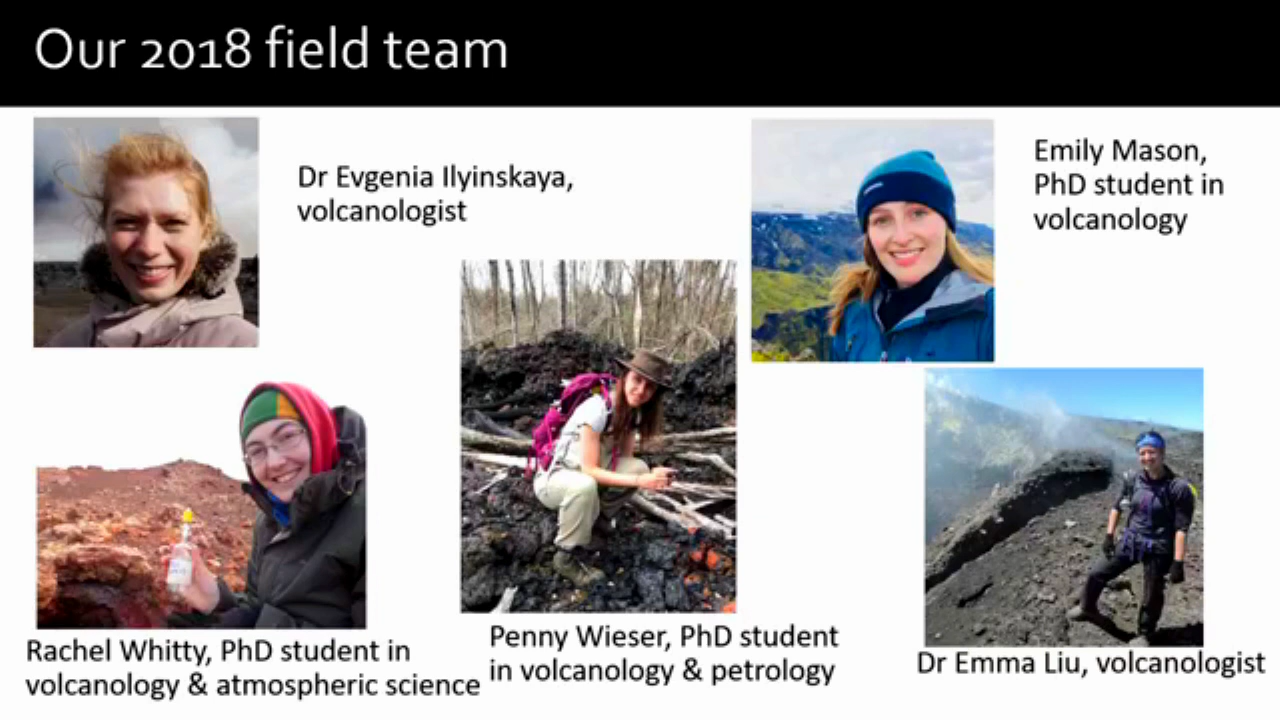 Our 2018 field team
Dr Evgenia Ilyinskaya,
volcanologist
Emily Mason,
PhD student in
volcanology
Rachel Whitty, PhD student in
volcanology & atmospheric science
Penny Wieser, PhD student
in volcanology & petrology
Dr Emma Liu, volcanologist